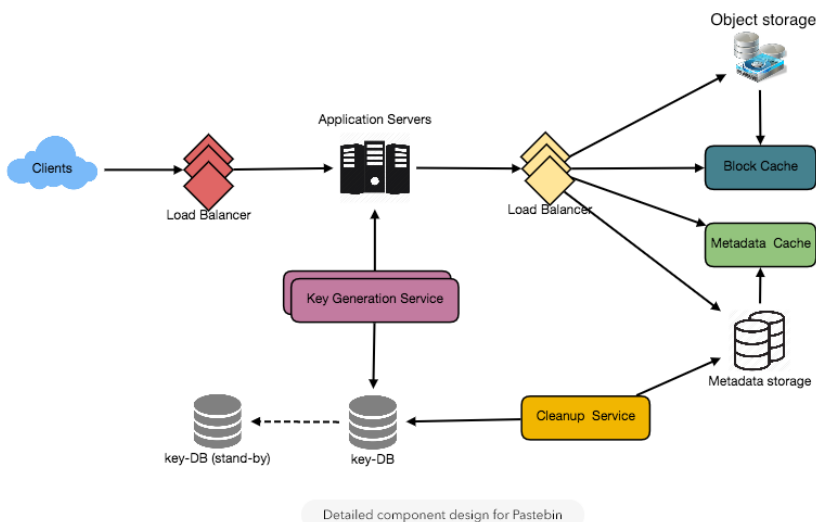 Object storage
Application Servers
Clients
Block Cache
Load Balancer
Load Balancer
Metadata Cache
Key Generation Service
Metadata storage
Cleanup Service
key-DB (stand-by)
key-DB
Detailed component design for Pastebin